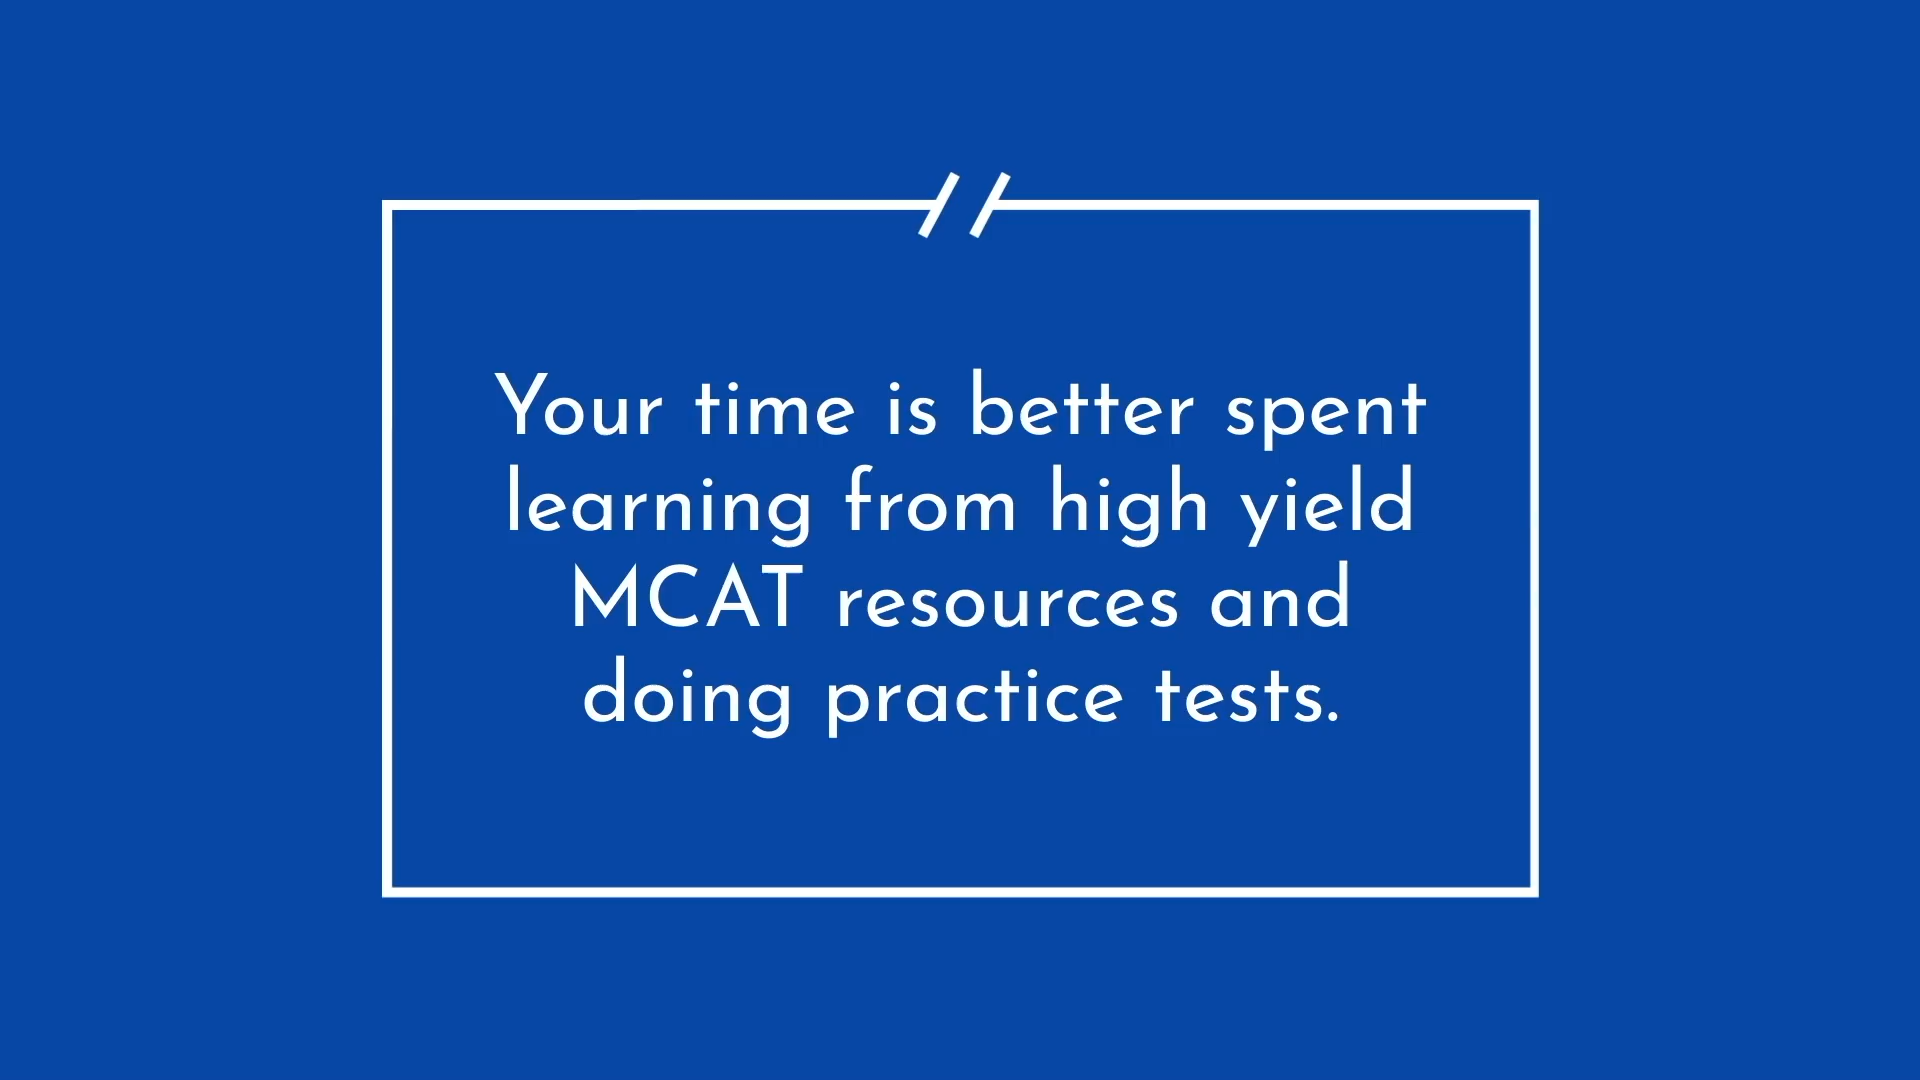 Your time is better spent
learning from high yield
MCAT resources and
doing practice tests.